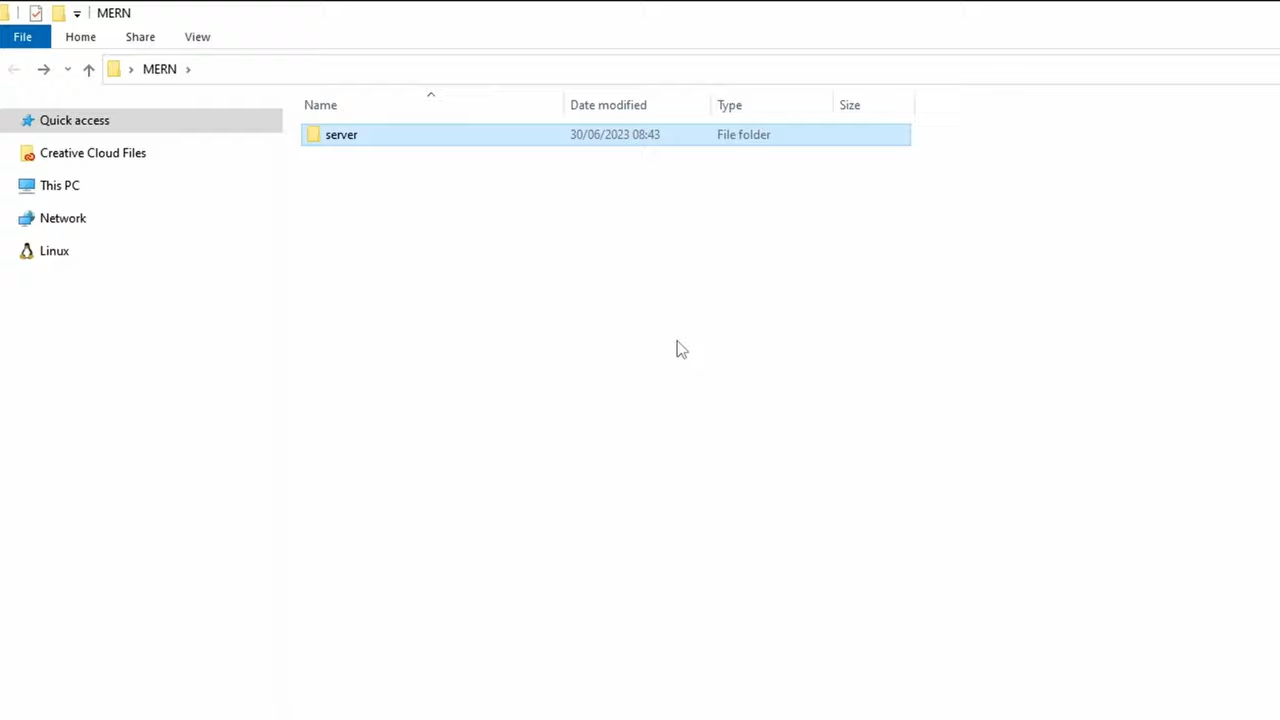 MERN
File Home Share View
MERN
Name Date modified Type Size
Quick access
server 30/06/2023 08:43 File folder
Creative Cloud Files
This PC
Network
Linux